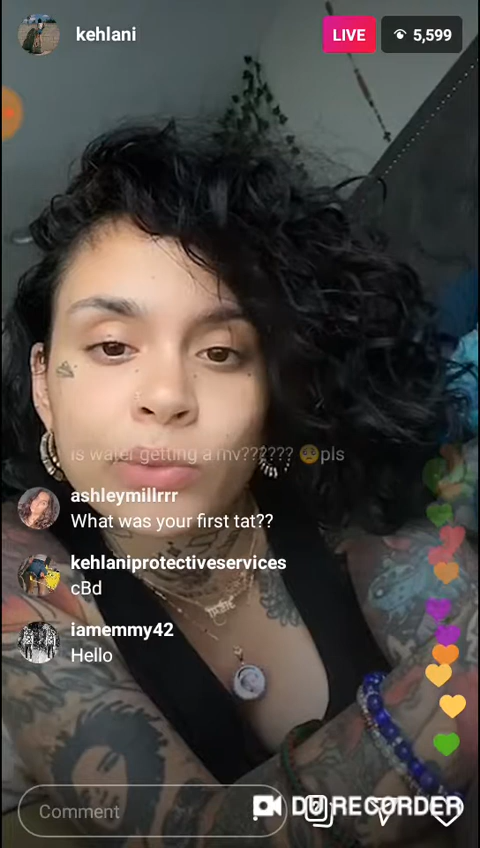 kehlani
LIVE
5,599
is water getting a mv?????? 🥺pls
ashleymillrrr
What was your first tat??
kehlaniprotectiveservices
cBd
iamemmy42
Hello
Comment
DU RECORDER